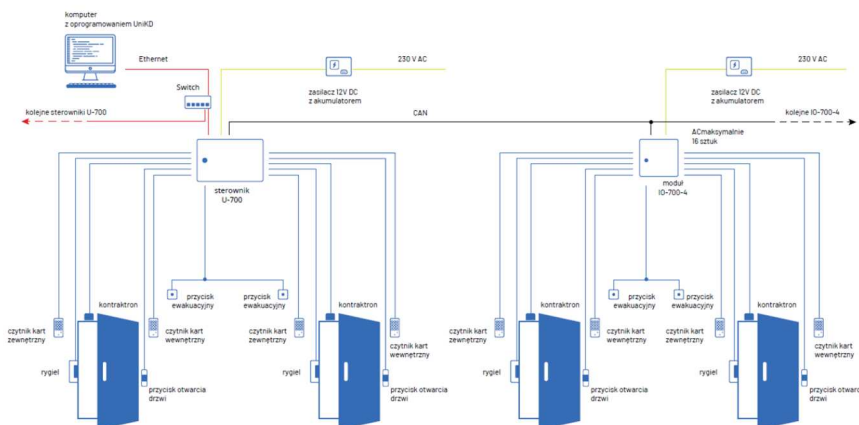 komputer
z oprogramowaniem UniKD
Ethernet
Switch
kolejne sterowniki U-700
230 V AC
zasilacz 12V DC
z akumulatorem
CAN
230 V AC
zasilacz 12V DC
z akumulatorem
kolejne IO-700-4
ACmaksymalnie
16 sztuk
sterownik
U-700
moduł
IO-700-4
przycisk
ewakuacyjny
przycisk
ewakuacyjny
przycisk
ewakuacyjny
przycisk
ewakuacyjny
kontraktron
kontraktron
kontraktron
kontraktron
czytnik kart
zewnętrzny
czytnik kart
wewnętrzny
czytnik kart
zewnętrzny
czytnik kart
wewnętrzny
czytnik kart
zewnętrzny
czytnik kart
wewnętrzny
czytnik kart
zewnętrzny
czytnik kart
wewnętrzny
rygiel
rygiel
rygiel
rygiel
przycisk otwarcia
drzwi
przycisk otwarcia
drzwi
przycisk otwarcia
drzwi
przycisk otwarcia
drzwi